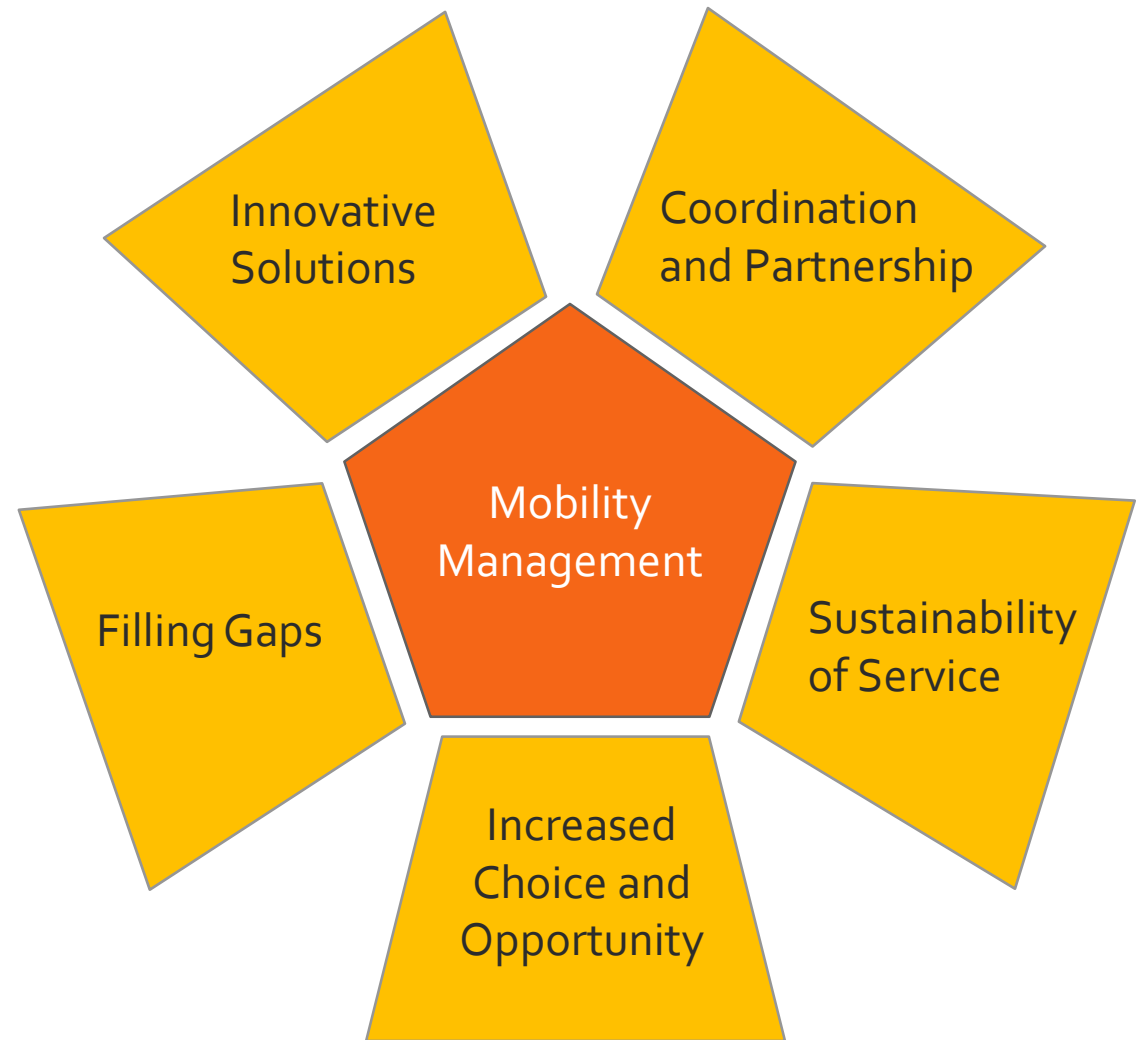 Innovative
Solutions
Coordination
and Partnership
Mobility
Management
Filling Gaps
Sustainability
of Service
Increased
Choice and
Opportunity